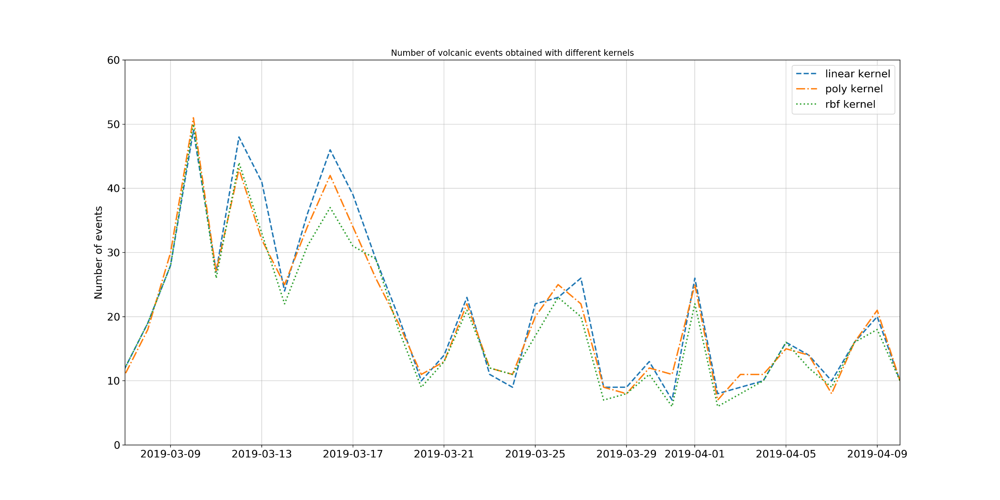 Number of volcanic events obtained with different kernels
60
50
40
30
20
10
0
Number of events
linear kernel
poly kernel
rbf kernel
2019-03-09 2019-03-13 2019-03-17 2019-03-21 2019-03-25 2019-03-29 2019-04-01 2019-04-05 2019-04-09